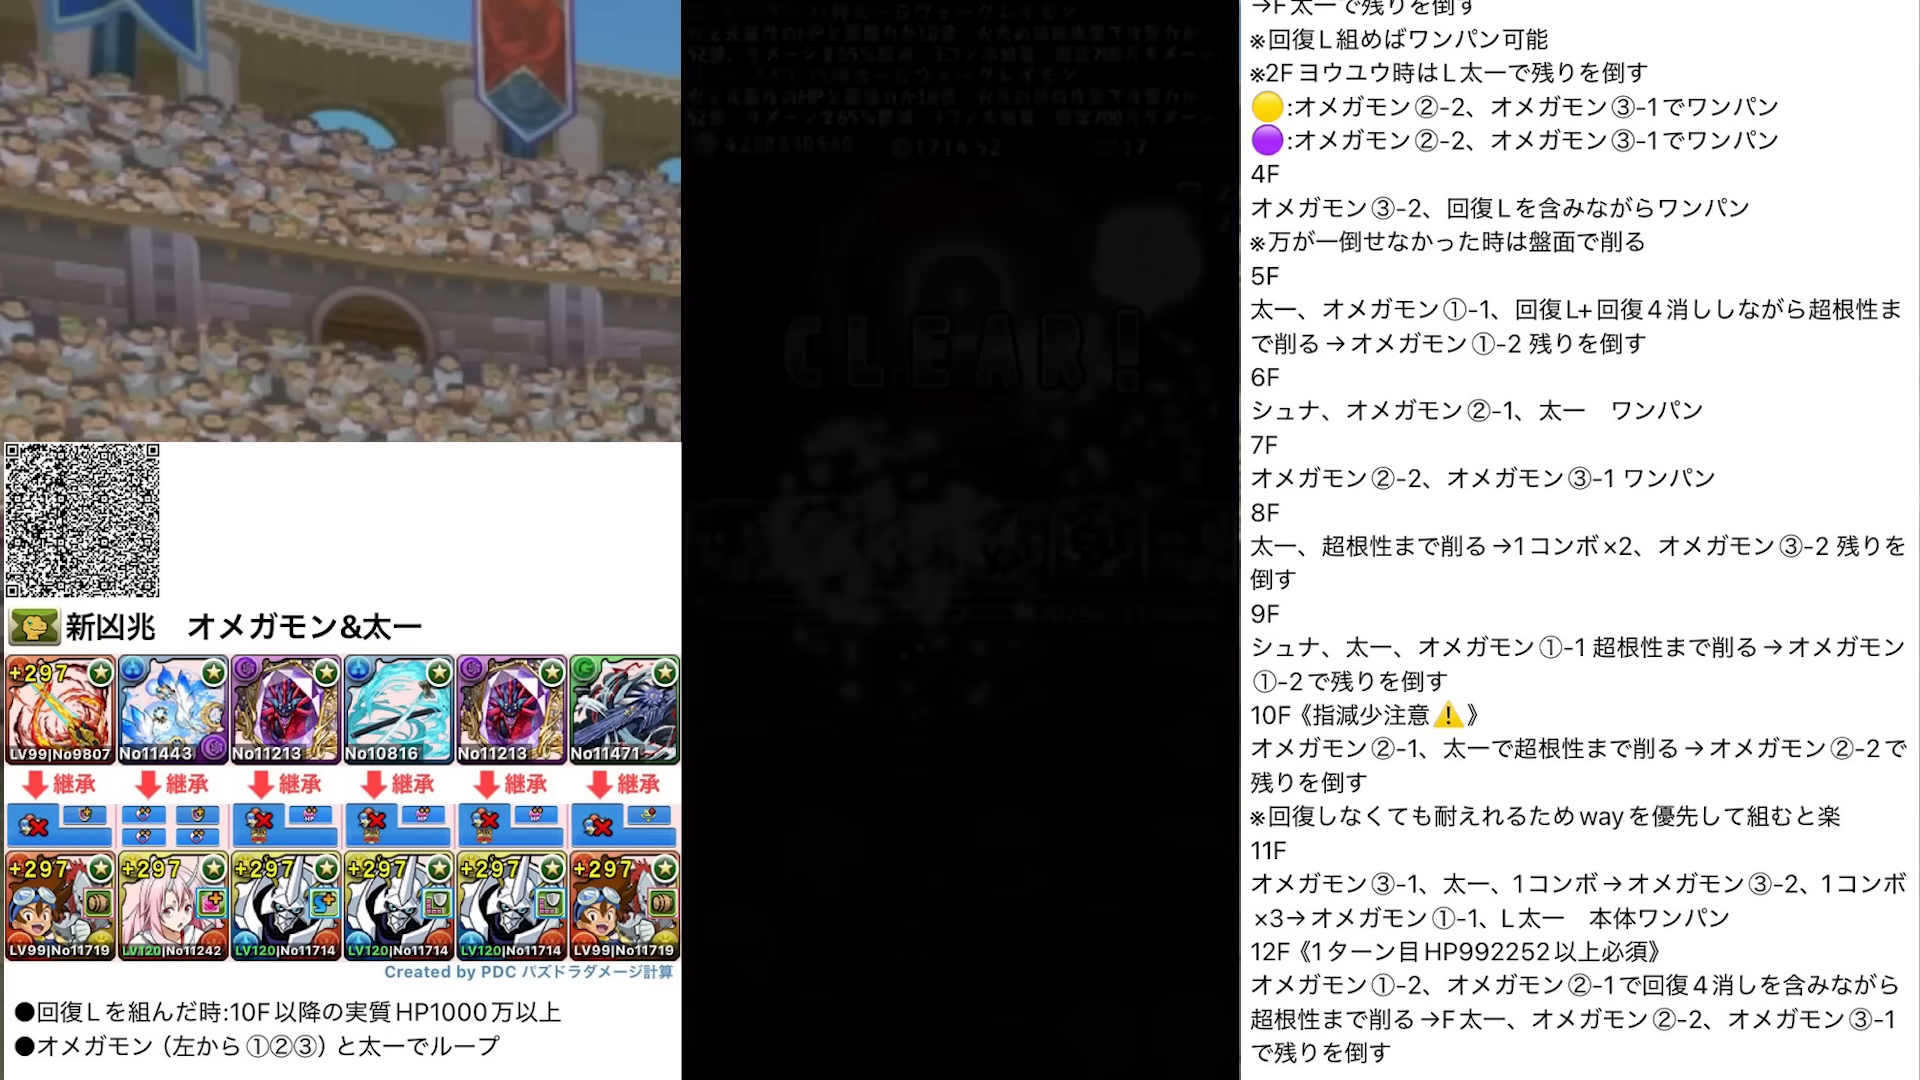 新凶兆 オメガモン&太一
+297
LV99|No9807
No11443
No11213
No10816
No11213
No11471
継承
継承
継承
継承
継承
継承
HP
HP
HP
+297
+297
+297
+297
+297
+297
LV99|No11719
LV120|No11242
LV120|No11714
LV120|No11714
LV120|No11714
LV99|No11719
Created by PDC パズドラダメージ計算
●回復Lを組んだ時:10F以降の実質HP1000万以上
●オメガモン（左から①②③）と太一でループ
CLEAR!
→F太一で残りを倒す
※回復L組めばワンパン可能
※2Fヨウユウ時はL太一で残りを倒す
🟡:オメガモン②-2、オメガモン③-1でワンパン
🟣:オメガモン②-2、オメガモン③-1でワンパン
4F
オメガモン③-2、回復Lを含みながらワンパン
※万が一倒せなかった時は盤面で削る
5F
太一、オメガモン①-1、回復L+回復4消ししながら超根性ま
で削る→オメガモン①-2 残りを倒す
6F
シュナ、オメガモン②-1、太一 ワンパン
7F
オメガモン②-2、オメガモン③-1 ワンパン
8F
太一、超根性まで削る→1コンボ×2、オメガモン③-2 残りを
倒す
9F
シュナ、太一、オメガモン①-1 超根性まで削る→オメガモン
①-2で残りを倒す
10F《指減少注意⚠️》
オメガモン②-1、太一で超根性まで削る→オメガモン②-2で
残りを倒す
※回復しなくても耐えれるためwayを優先して組むと楽
11F
オメガモン③-1、太一、1コンボ→オメガモン③-2、1コンボ
×3→オメガモン①-1、L太一 本体ワンパン
12F《1ターン目HP992252以上必須》
オメガモン①-2、オメガモン②-1で回復4消しを含みながら
超根性まで削る→F太一、オメガモン②-2、オメガモン③-1
で残りを倒す